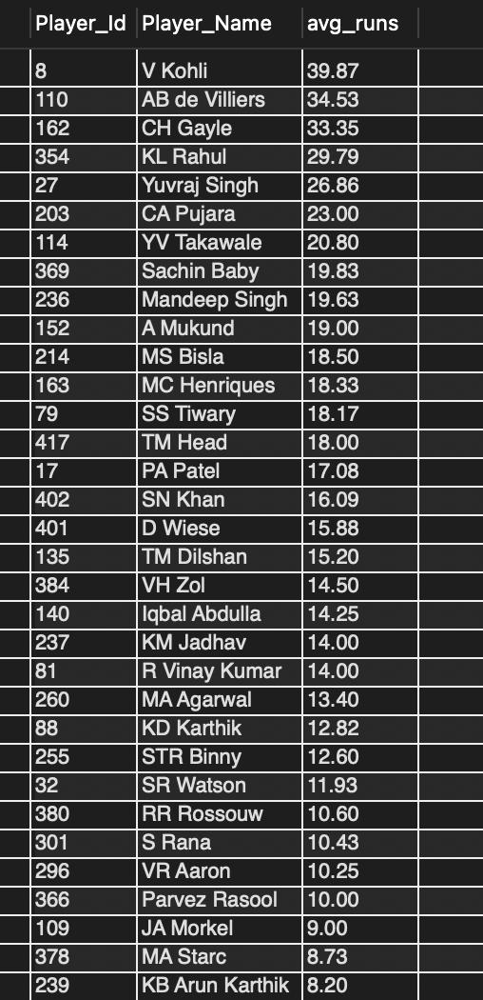 Player_Id Player_Name avg_runs
8 V Kohli 39.87
110 AB de Villiers 34.53
162 CH Gayle 33.35
354 KL Rahul 29.79
27 Yuvraj Singh 26.86
203 CA Pujara 23.00
114 YV Takawale 20.80
369 Sachin Baby 19.83
236 Mandeep Singh 19.63
152 A Mukund 19.00
214 MS Bisla 18.50
163 MC Henriques 18.33
79 SS Tiwary 18.17
417 TM Head 18.00
17 PA Patel 17.08
402 SN Khan 16.09
401 D Wiese 15.88
135 TM Dilshan 15.20
384 VH Zol 14.50
140 Iqbal Abdulla 14.25
237 KM Jadhav 14.00
81 R Vinay Kumar 14.00
260 MA Agarwal 13.40
88 KD Karthik 12.82
255 STR Binny 12.60
32 SR Watson 11.93
380 RR Rossouw 10.60
301 S Rana 10.43
296 VR Aaron 10.25
366 Parvez Rasool 10.00
109 JA Morkel 9.00
378 MA Starc 8.73
239 KB Arun Karthik 8.20